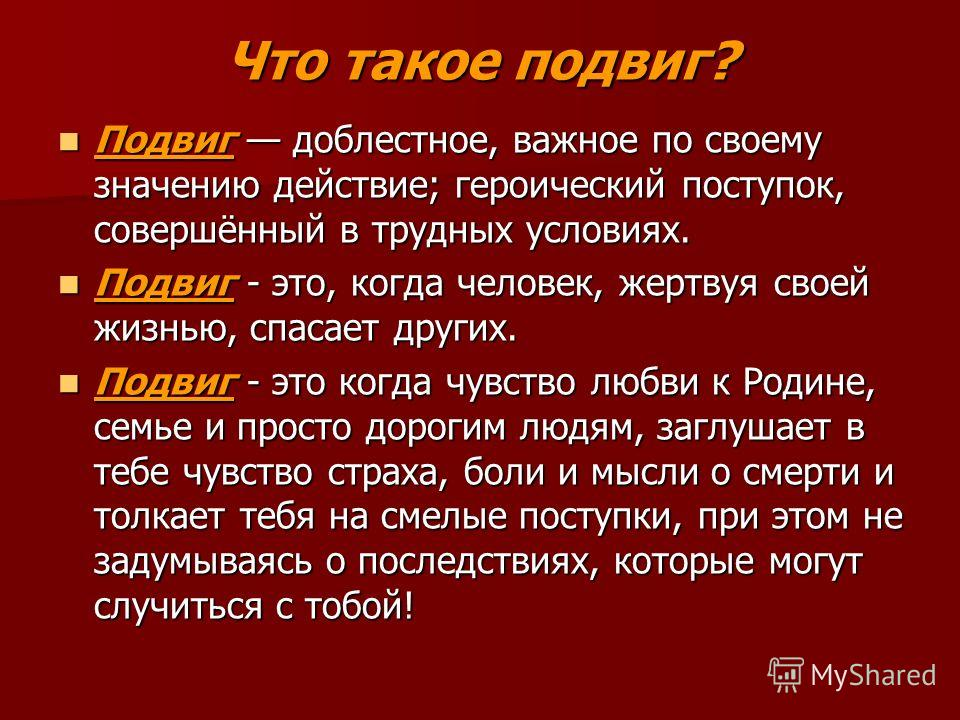 Что такое подвиг?
Подвиг — доблестное, важное по своему
значению действие; героический поступок,
совершённый в трудных условиях.
Подвиг - это, когда человек, жертвуя своей
жизнью, спасает других.
Подвиг - это когда чувство любви к Родине,
семье и просто дорогим людям, заглушает в
тебе чувство страха, боли и мысли о смерти и
толкает тебя на смелые поступки, при этом не
задумываясь о последствиях, которые могут
случиться с тобой!
MyShared